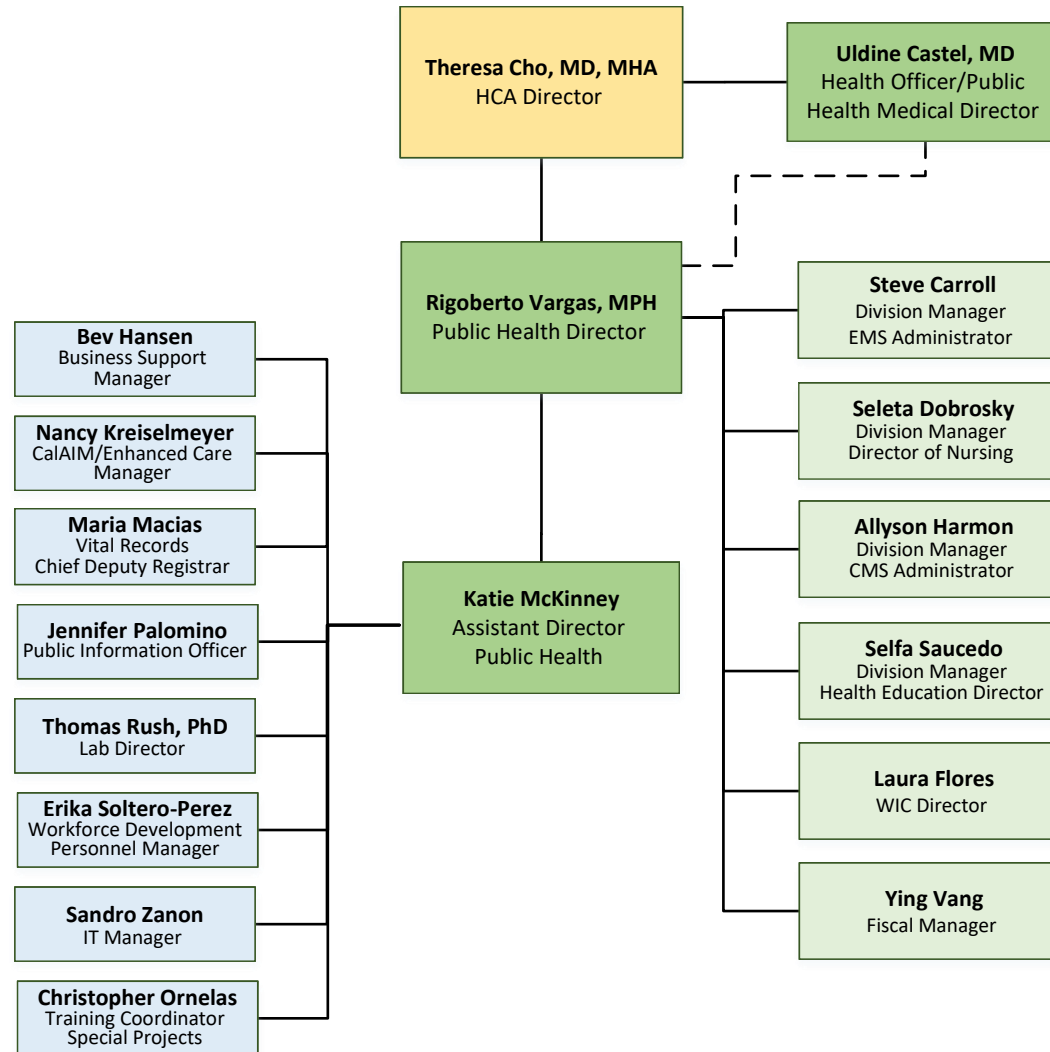 Theresa Cho, MD, MHA
HCA Director
Uldine Castel, MD
Health Officer/Public
Health Medical Director
Rigoberto Vargas, MPH
Public Health Director
Steve Carroll
Division Manager
EMS Administrator
Seleta Dobrosky
Division Manager
Director of Nursing
Allyson Harmon
Division Manager
CMS Administrator
Selfa Saucedo
Division Manager
Health Education Director
Laura Flores
WIC Director
Ying Vang
Fiscal Manager
Katie McKinney
Assistant Director
Public Health
Bev Hansen
Business Support
Manager
Nancy Kreiselmeyer
CalAIM/Enhanced Care
Manager
Maria Macias
Vital Records
Chief Deputy Registrar
Jennifer Palomino
Public Information Officer
Thomas Rush, PhD
Lab Director
Erika Soltero-Perez
Workforce Development
Personnel Manager
Sandro Zanon
IT Manager
Christopher Ornelas
Training Coordinator
Special Projects